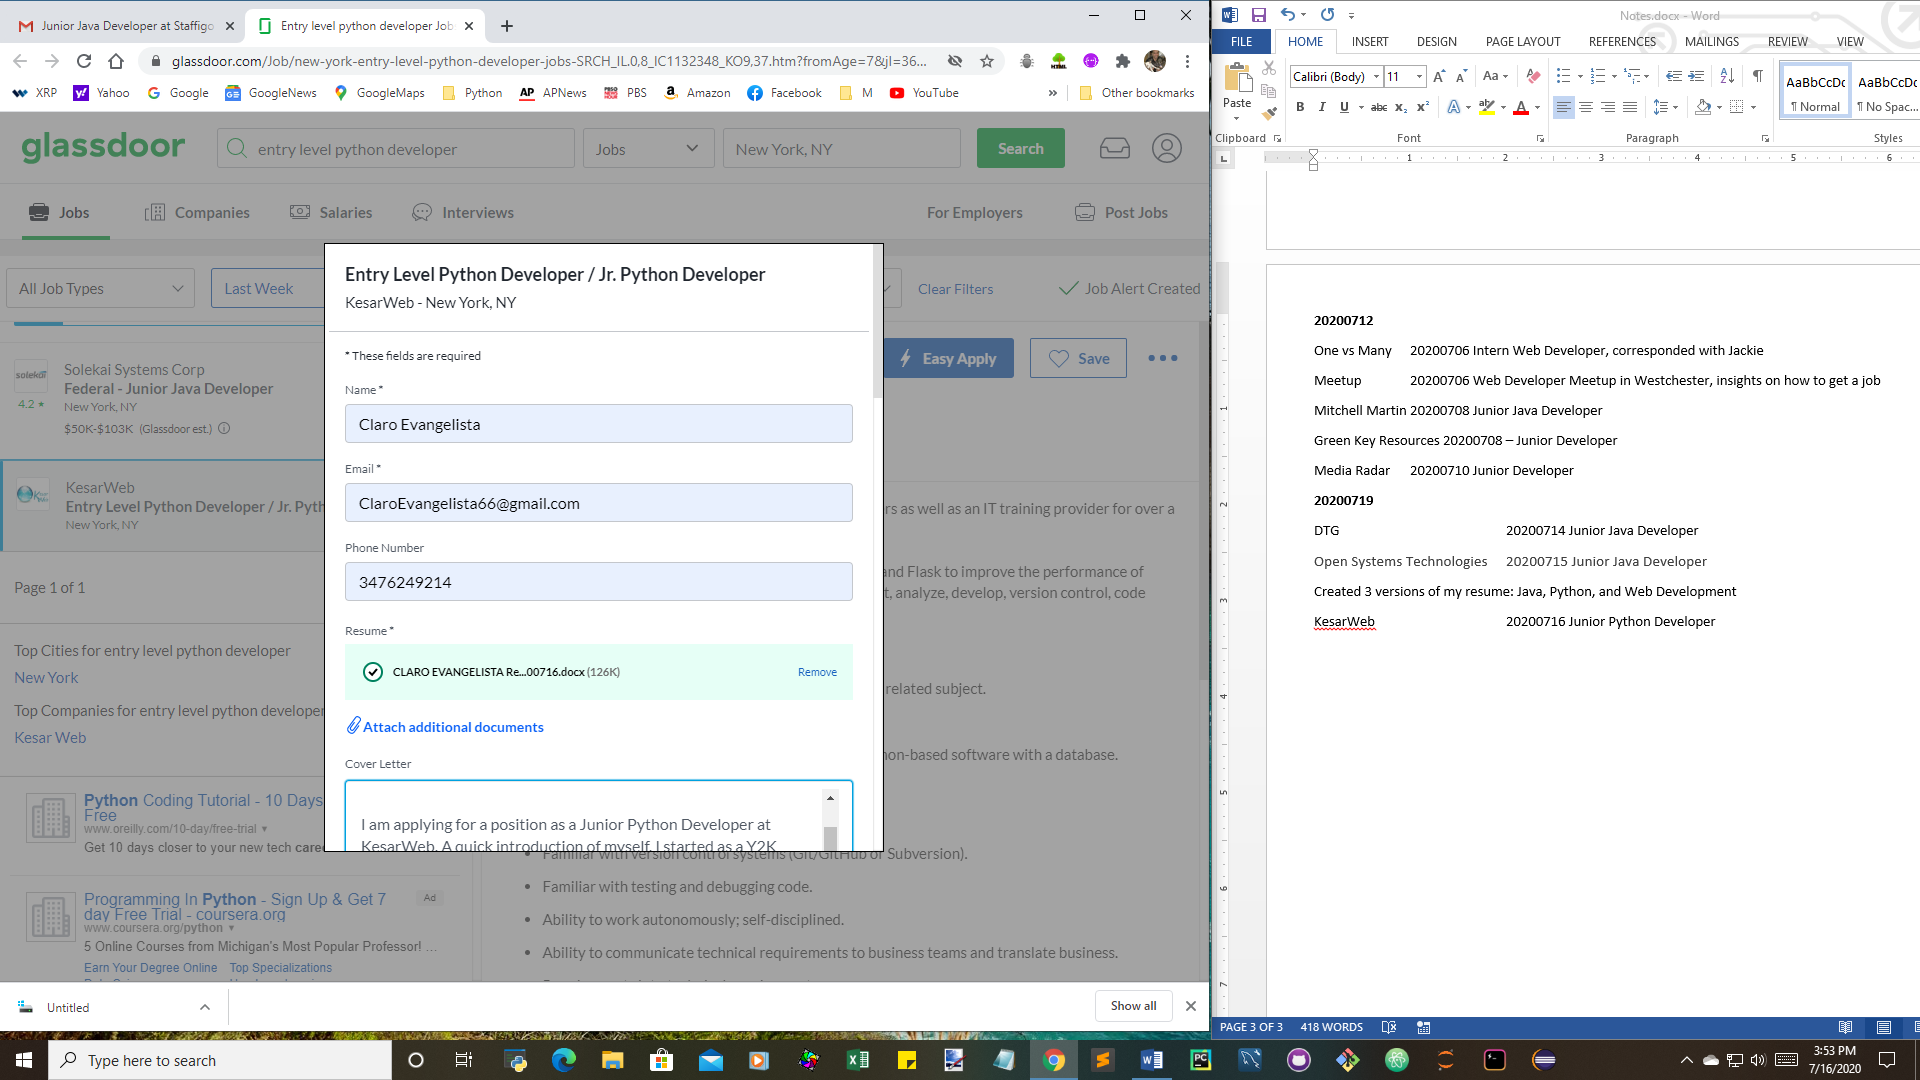 Junior Java Developer at Staffigo
Entry level python developer Job
glassdoor.com/Job/new-york-entry-level-python-developer-jobs-SRCH_IL.0,8_IC1132348_KO9,37.htm?fromAge=7&jl=36...
XRP Yahoo Google GoogleNews GoogleMaps Python APNews PBS Amazon Facebook M YouTube » Other bookmarks
glassdoor
entry level python developer
Jobs
New York, NY
Search
Jobs Companies Salaries Interviews For Employers Post Jobs
All Job Types
Last Week
Clear Filters
Job Alert Created
Solekai Systems Corp
Federal - Junior Java Developer
4.2 ★
New York, NY
$50K-$103K (Glassdoor est.)
KesarWeb
Entry Level Python Developer / Jr. Pyth
New York, NY
Page 1 of 1
Top Cities for entry level python developer
New York
Top Companies for entry level python developer
Kesar Web
Python Coding Tutorial - 10 Days
Free
www.oreilly.com/10-day/free-trial
Get 10 days closer to your new tech care
Programming In Python - Sign Up & Get 7
day Free Trial - coursera.org
Ad
www.coursera.org/python
5 Online Courses from Michigan's Most Popular Professor! ...
Earn Your Degree Online Top Specializations
Entry Level Python Developer / Jr. Python Developer
KesarWeb - New York, NY
* These fields are required
Name *
Claro Evangelista
Email *
ClaroEvangelista66@gmail.com
Phone Number
3476249214
Resume *
CLARO EVANGELISTA Re...00716.docx (126K)
Remove
Attach additional documents
Cover Letter
I am applying for a position as a Junior Python Developer at
KesarWeb. A quick introduction of myself, I started as a Y2K
Easy Apply
Save
rs as well as an IT training provider for over a
and Flask to improve the performance of
t, analyze, develop, version control, code
related subject.
non-based software with a database.
Familiar with version control systems (Git/GitHub or Subversion).
• Familiar with testing and debugging code.
• Ability to work autonomously; self-disciplined.
• Ability to communicate technical requirements to business teams and translate business.
Untitled
Show all
Notes.docx - Word
FILE HOME INSERT DESIGN PAGE LAYOUT REFERENCES MAILINGS REVIEW VIEW
Paste
Calibri (Body) 11
AaBbCcDc AaBbCcDc
¶ Normal ¶ No Spac...
Clipboard Font Paragraph Styles
1 2 3 4 5 6
20200712
One vs Many 20200706 Intern Web Developer, corresponded with Jackie
Meetup 20200706 Web Developer Meetup in Westchester, insights on how to get a job
Mitchell Martin 20200708 Junior Java Developer
Green Key Resources 20200708 – Junior Developer
Media Radar 20200710 Junior Developer
20200719
DTG 20200714 Junior Java Developer
Open Systems Technologies 20200715 Junior Java Developer
Created 3 versions of my resume: Java, Python, and Web Development
KesarWeb 20200716 Junior Python Developer
PAGE 3 OF 3 418 WORDS
Type here to search
3:53 PM
7/16/2020